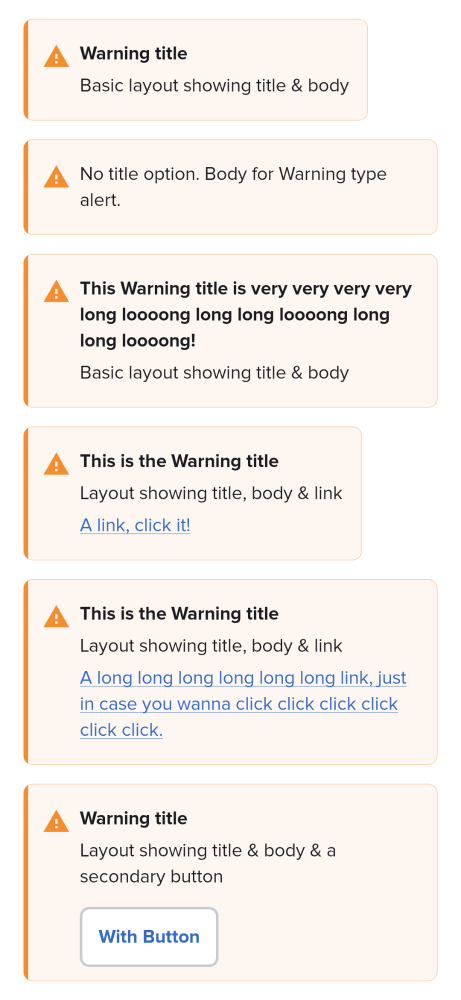 Warning title
Basic layout showing title & body
No title option. Body for Warning type
alert.
This Warning title is very very very very
long loooong long long loooong long
long loooong!
Basic layout showing title & body
This is the Warning title
Layout showing title, body & link
A link, click it!
This is the Warning title
Layout showing title, body & link
A long long long long long long link, just
in case you wanna click click click click
click click.
Warning title
Layout showing title & body & a
secondary button
With Button